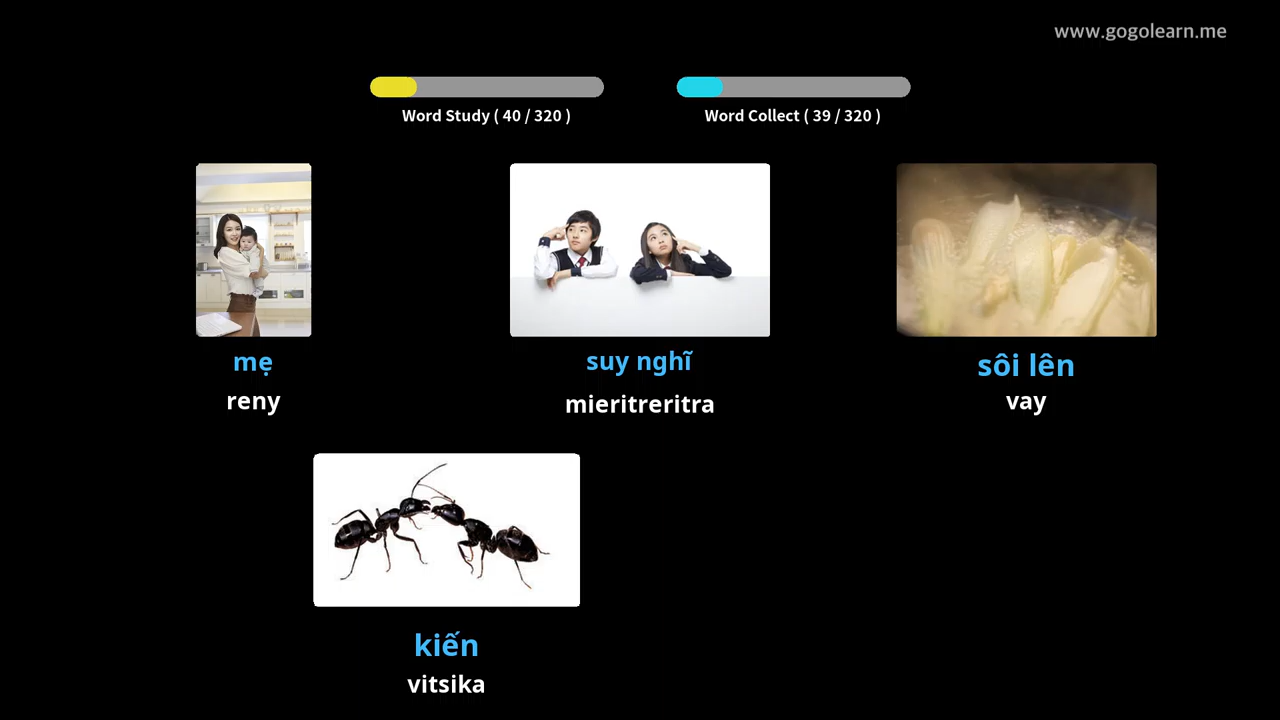 www.gogolearn.me
Word Study ( 40 / 320 )
Word Collect ( 39 / 320 )
mẹ
reny
suy nghĩ
mieritreritra
sôi lên
vay
kiến
vitsika